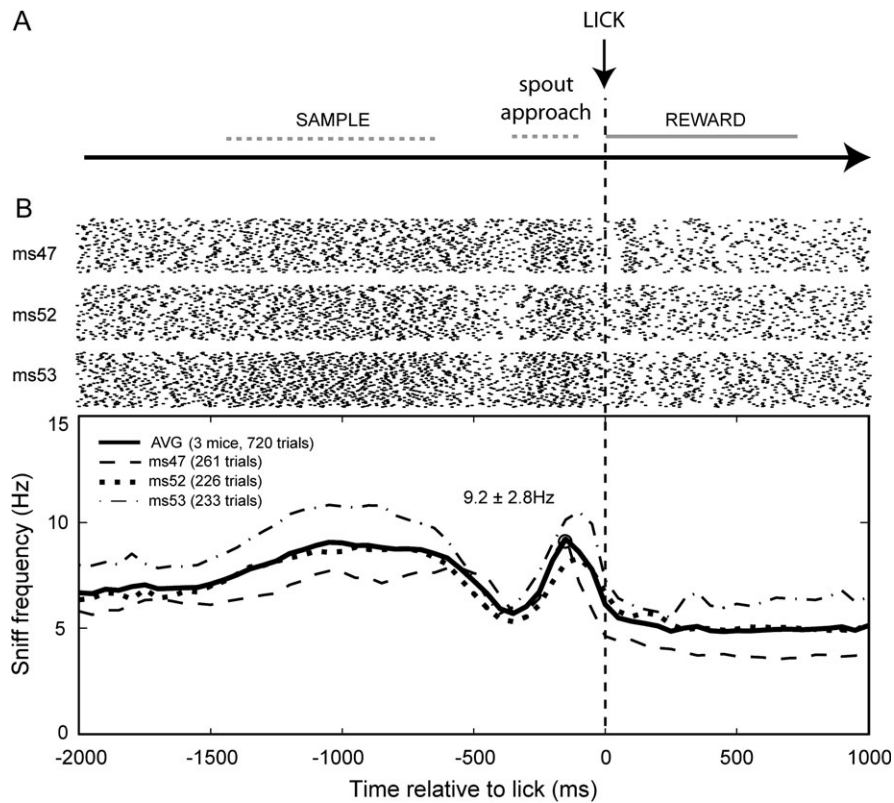 A
LICK
spout
approach
SAMPLE
REWARD
B
ms47
ms52
ms53
15
10
5
0
Sniff frequency (Hz)
AVG (3 mice, 720 trials)
ms47 (261 trials)
ms52 (226 trials)
ms53 (233 trials)
9.2 ± 2.8Hz
-2000 -1500 -1000 -500 0 500 1000
Time relative to lick (ms)